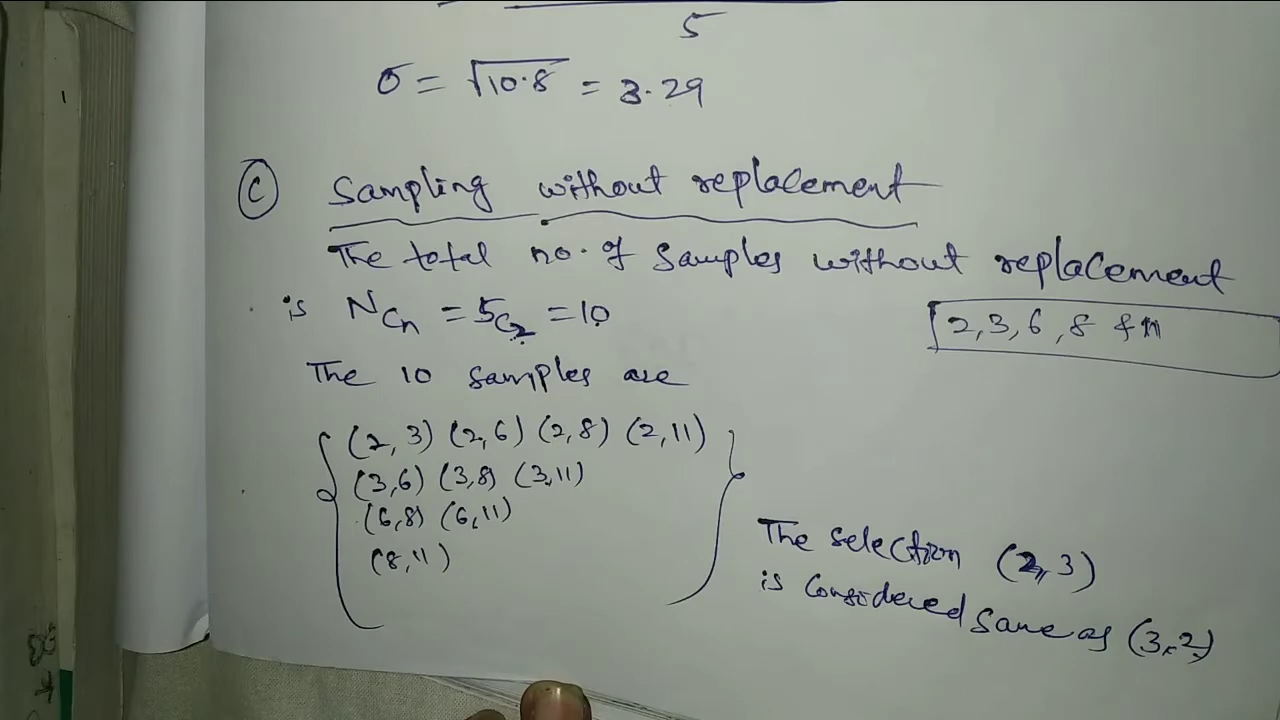 5
σ = √10.8 = 3.29
(C) Sampling without replacement
The total no. of Samples without replacement
is NCn = 5C2 = 10
2, 3, 6, 8 & 11
The 10 samples are
(2, 3) (2, 6) (2, 8) (2, 11)
(3, 6) (3, 8) (3, 11)
(6, 8) (6, 11)
(8, 11)
The selection (2, 3)
is Considered Same as (3, 2)